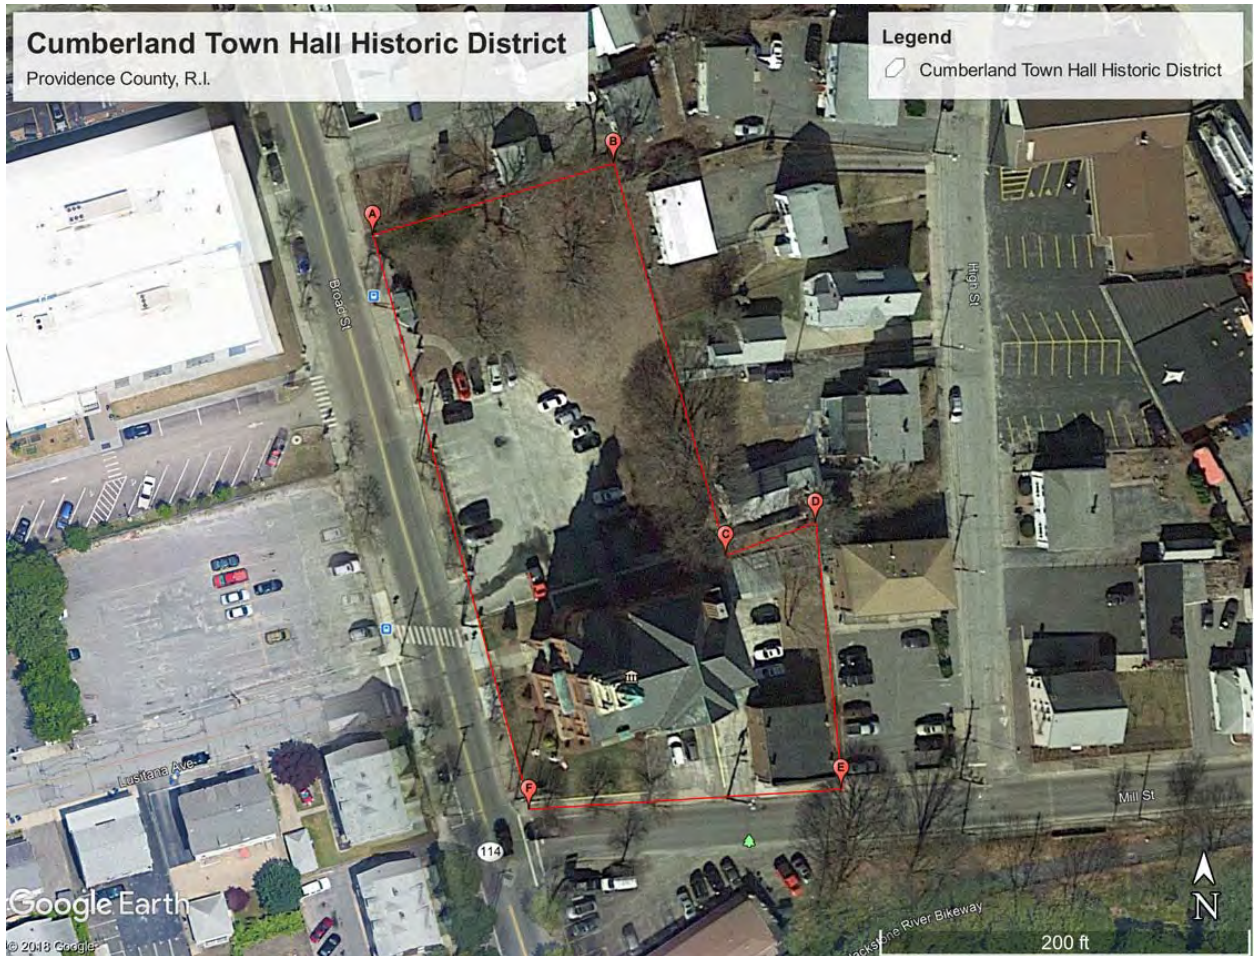 Cumberland Town Hall Historic District
Providence County, R.I.
Legend
Cumberland Town Hall Historic District
B
A
Broad St
High St
D
C
Lusitana Ave
E
F
Mill St
114
Google Earth
© 2018 Google
Blackstone River Bikeway
N
200 ft